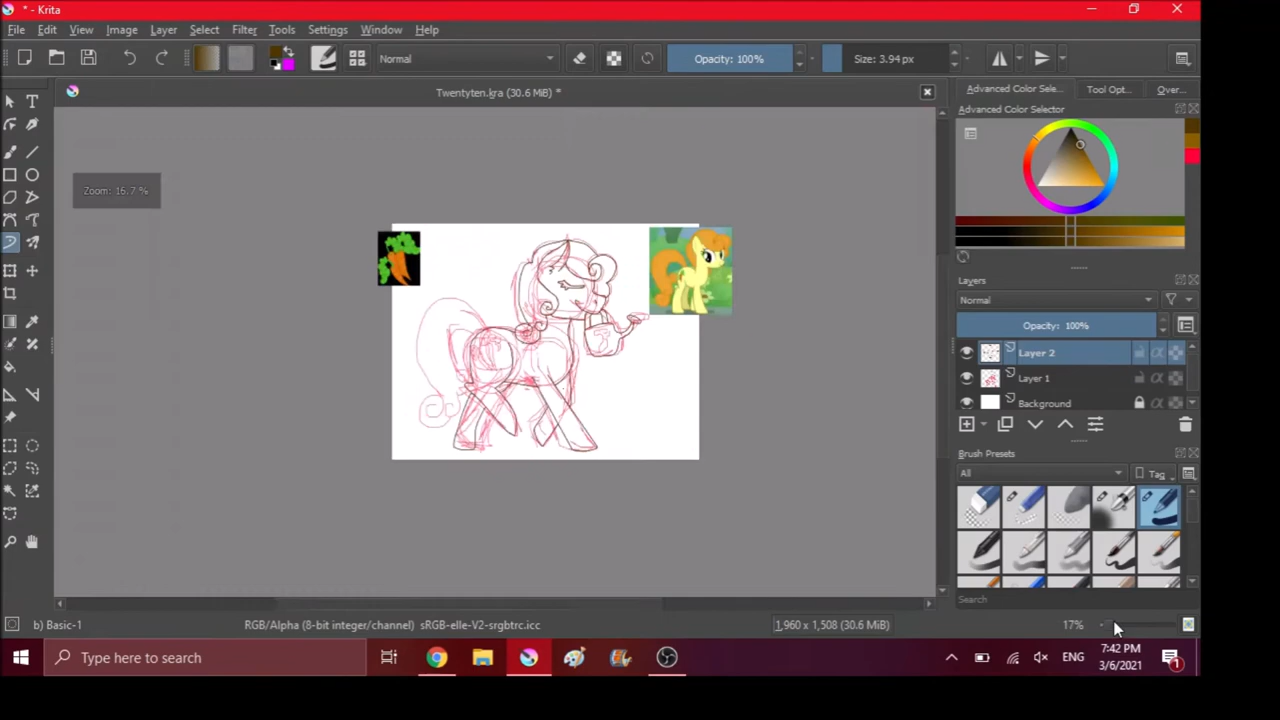 * - Krita
File Edit View Image Layer Select Filter Tools Settings Window Help
Normal
Opacity: 100%
Size: 3.94 px
Twentyten.kra (30.6 MiB) *
Advanced Color Sele... Tool Opt... Over...
Advanced Color Selector
Zoom: 16.7 %
Layers
Normal
Opacity: 100%
Layer 2
Layer 1
Background
Brush Presets
All
Tag
Search
b) Basic-1
RGB/Alpha (8-bit integer/channel) sRGB-elle-V2-srgbtrc.icc
1,960 x 1,508 (30.6 MiB)
17%
Type here to search
ENG
7:42 PM
3/6/2021
1